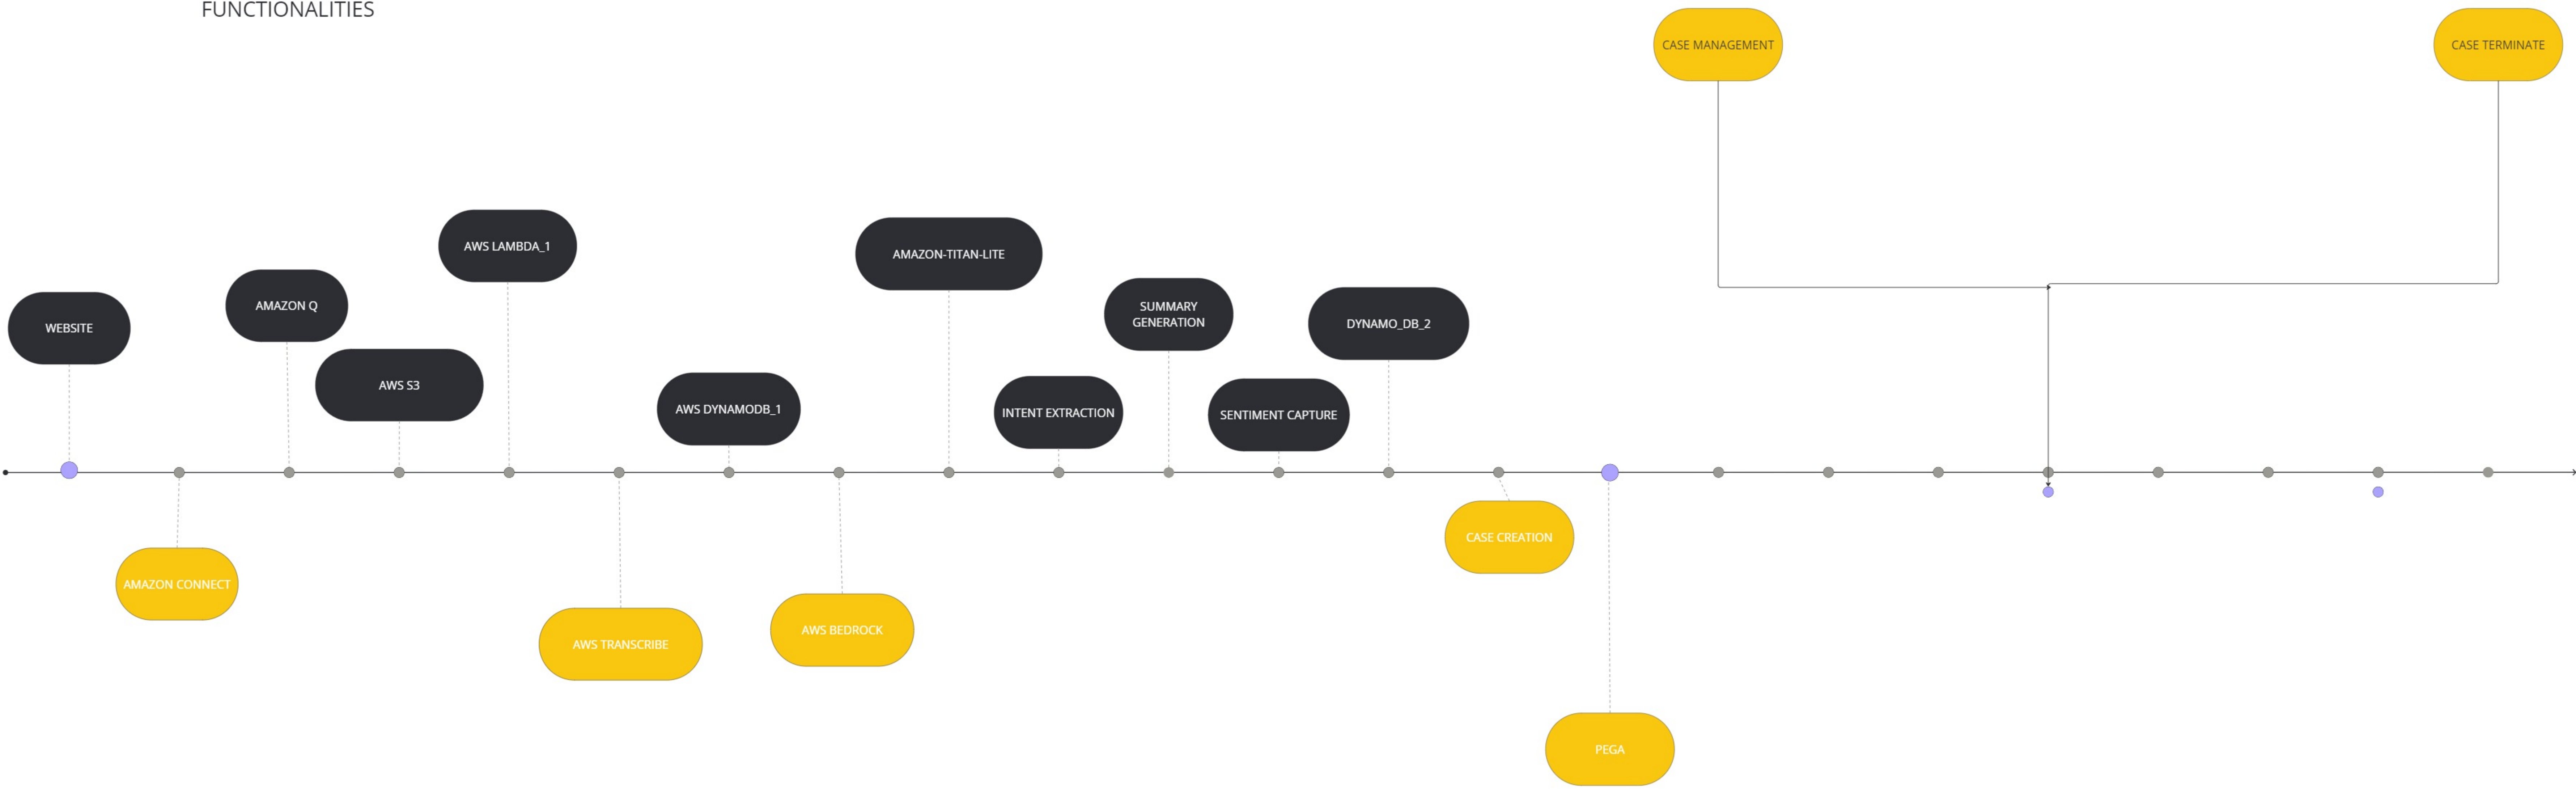 FUNCTIONALITIES
CASE MANAGEMENT
CASE TERMINATE
WEBSITE
AMAZON CONNECT
AMAZON Q
AWS S3
AWS LAMBDA_1
AWS TRANSCRIBE
AWS DYNAMODB_1
AWS BEDROCK
AMAZON-TITAN-LITE
INTENT EXTRACTION
SUMMARY
GENERATION
SENTIMENT CAPTURE
DYNAMO_DB_2
CASE CREATION
PEGA